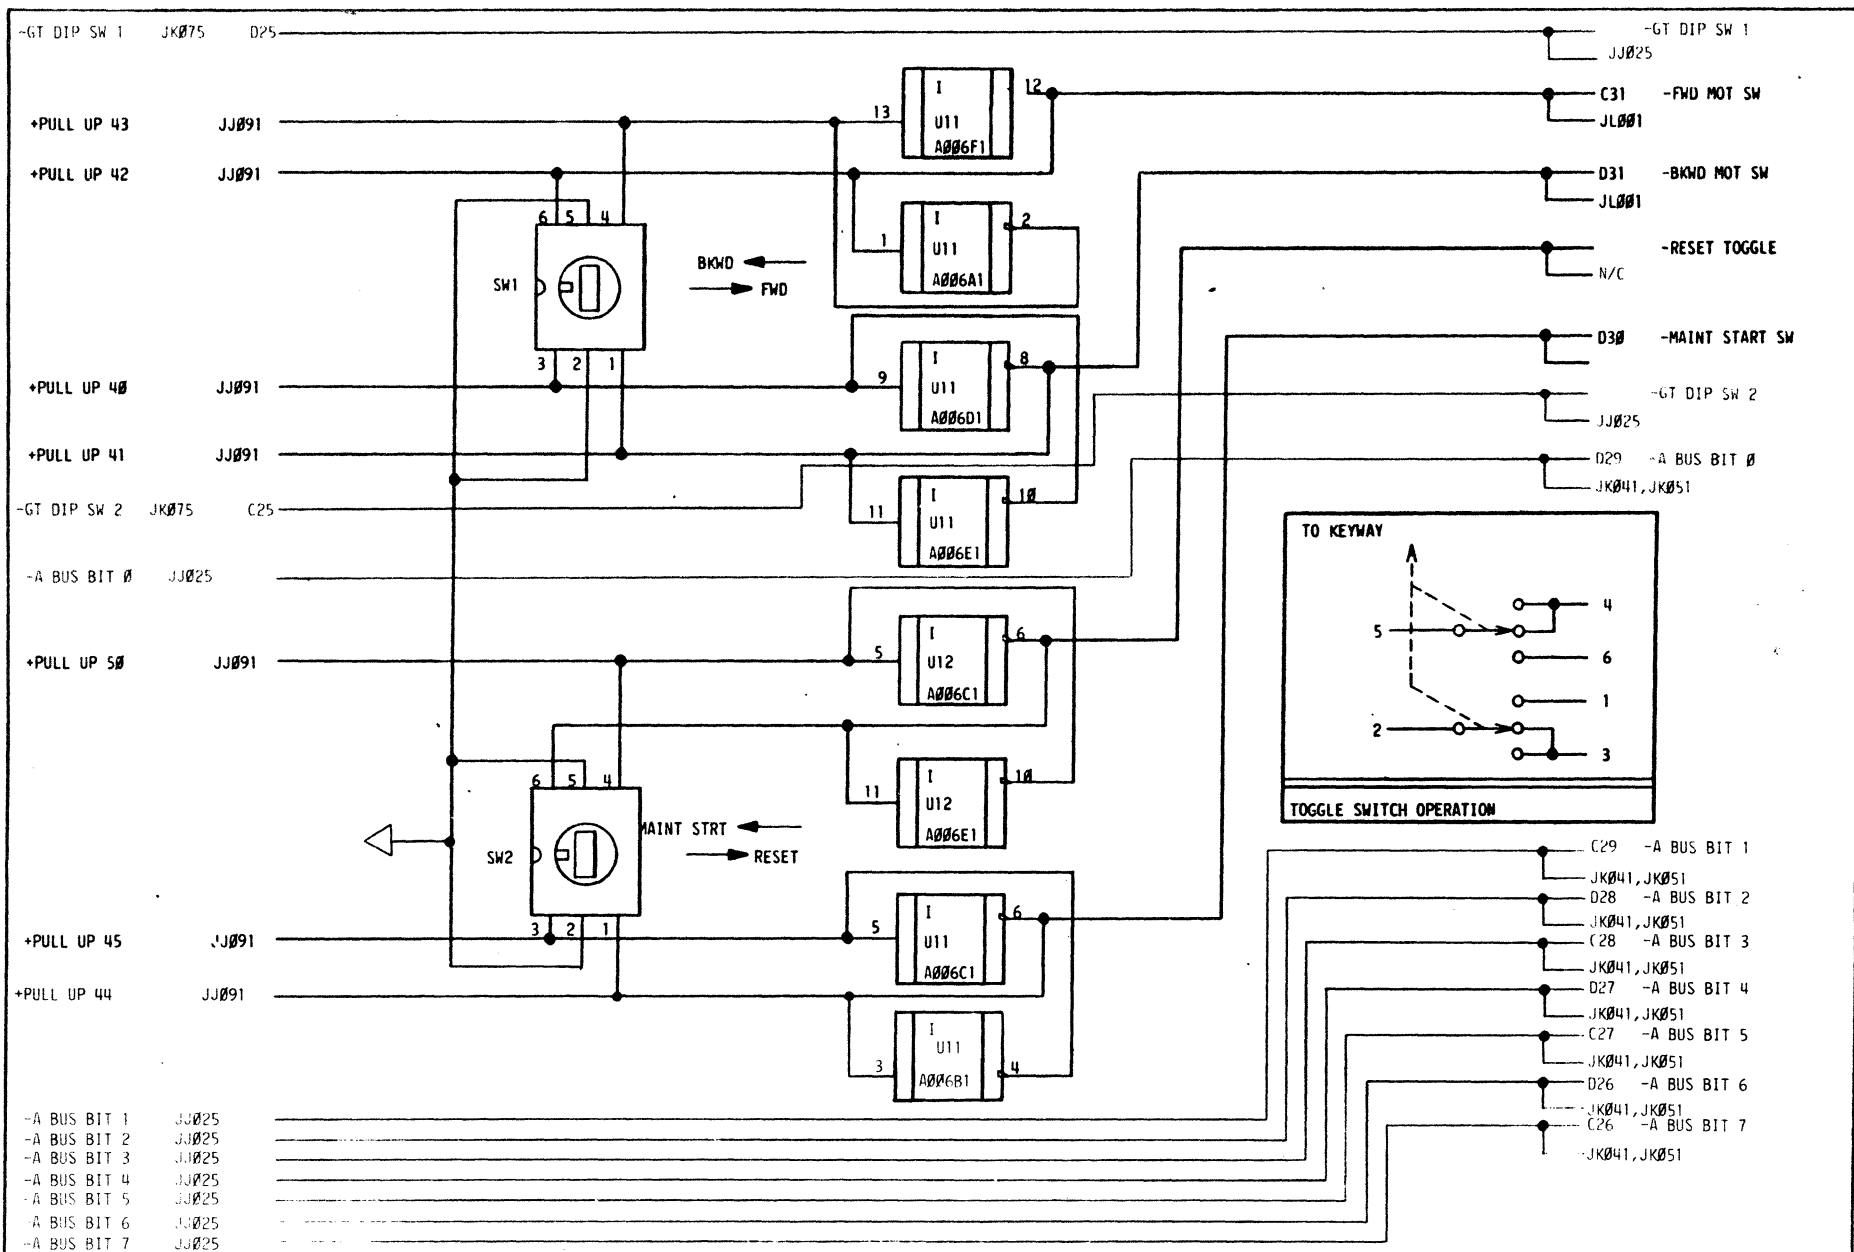 -GT DIP SW 1 JKØ75 D25
-GT DIP SW 1
JJØ25
I
U11
AØØ6F1
13
12
C31 -FWD MOT SW
JLØØ1
+PULL UP 43 JJØ91
+PULL UP 42 JJØ91
D31 -BKWD MOT SW
JLØØ1
6 5 4
I
U11
AØØ6A1
1
2
-RESET TOGGLE
N/C
BKWD
FWD
SW1
3 2 1
D3Ø -MAINT START SW
I
U11
AØØ6D1
9
8
+PULL UP 4Ø JJØ91
-GT DIP SW 2
JJØ25
+PULL UP 41 JJØ91
D29 -A BUS BIT Ø
JKØ41,JKØ51
I
U11
AØØ6E1
11
1Ø
-GT DIP SW 2 JKØ75 C25
-A BUS BIT Ø JJØ25
TO KEYWAY
4
5
6
1
2
3
TOGGLE SWITCH OPERATION
I
U12
AØØ6C1
5
6
+PULL UP 5Ø JJØ91
I
U12
AØØ6E1
11
1Ø
6 5 4
MAINT STRT
RESET
SW2
3 2 1
C29 -A BUS BIT 1
JKØ41,JKØ51
D28 -A BUS BIT 2
JKØ41,JKØ51
C28 -A BUS BIT 3
JKØ41,JKØ51
D27 -A BUS BIT 4
JKØ41,JKØ51
C27 -A BUS BIT 5
JKØ41,JKØ51
D26 -A BUS BIT 6
JKØ41,JKØ51
C26 -A BUS BIT 7
JKØ41,JKØ51
I
U11
AØØ6C1
5
6
+PULL UP 45 JJØ91
+PULL UP 44 JJØ91
I
U11
AØØ6B1
3
4
-A BUS BIT 1 JJØ25
-A BUS BIT 2 JJØ25
-A BUS BIT 3 JJØ25
-A BUS BIT 4 JJØ25
-A BUS BIT 5 JJØ25
-A BUS BIT 6 JJØ25
-A BUS BIT 7 JJØ25